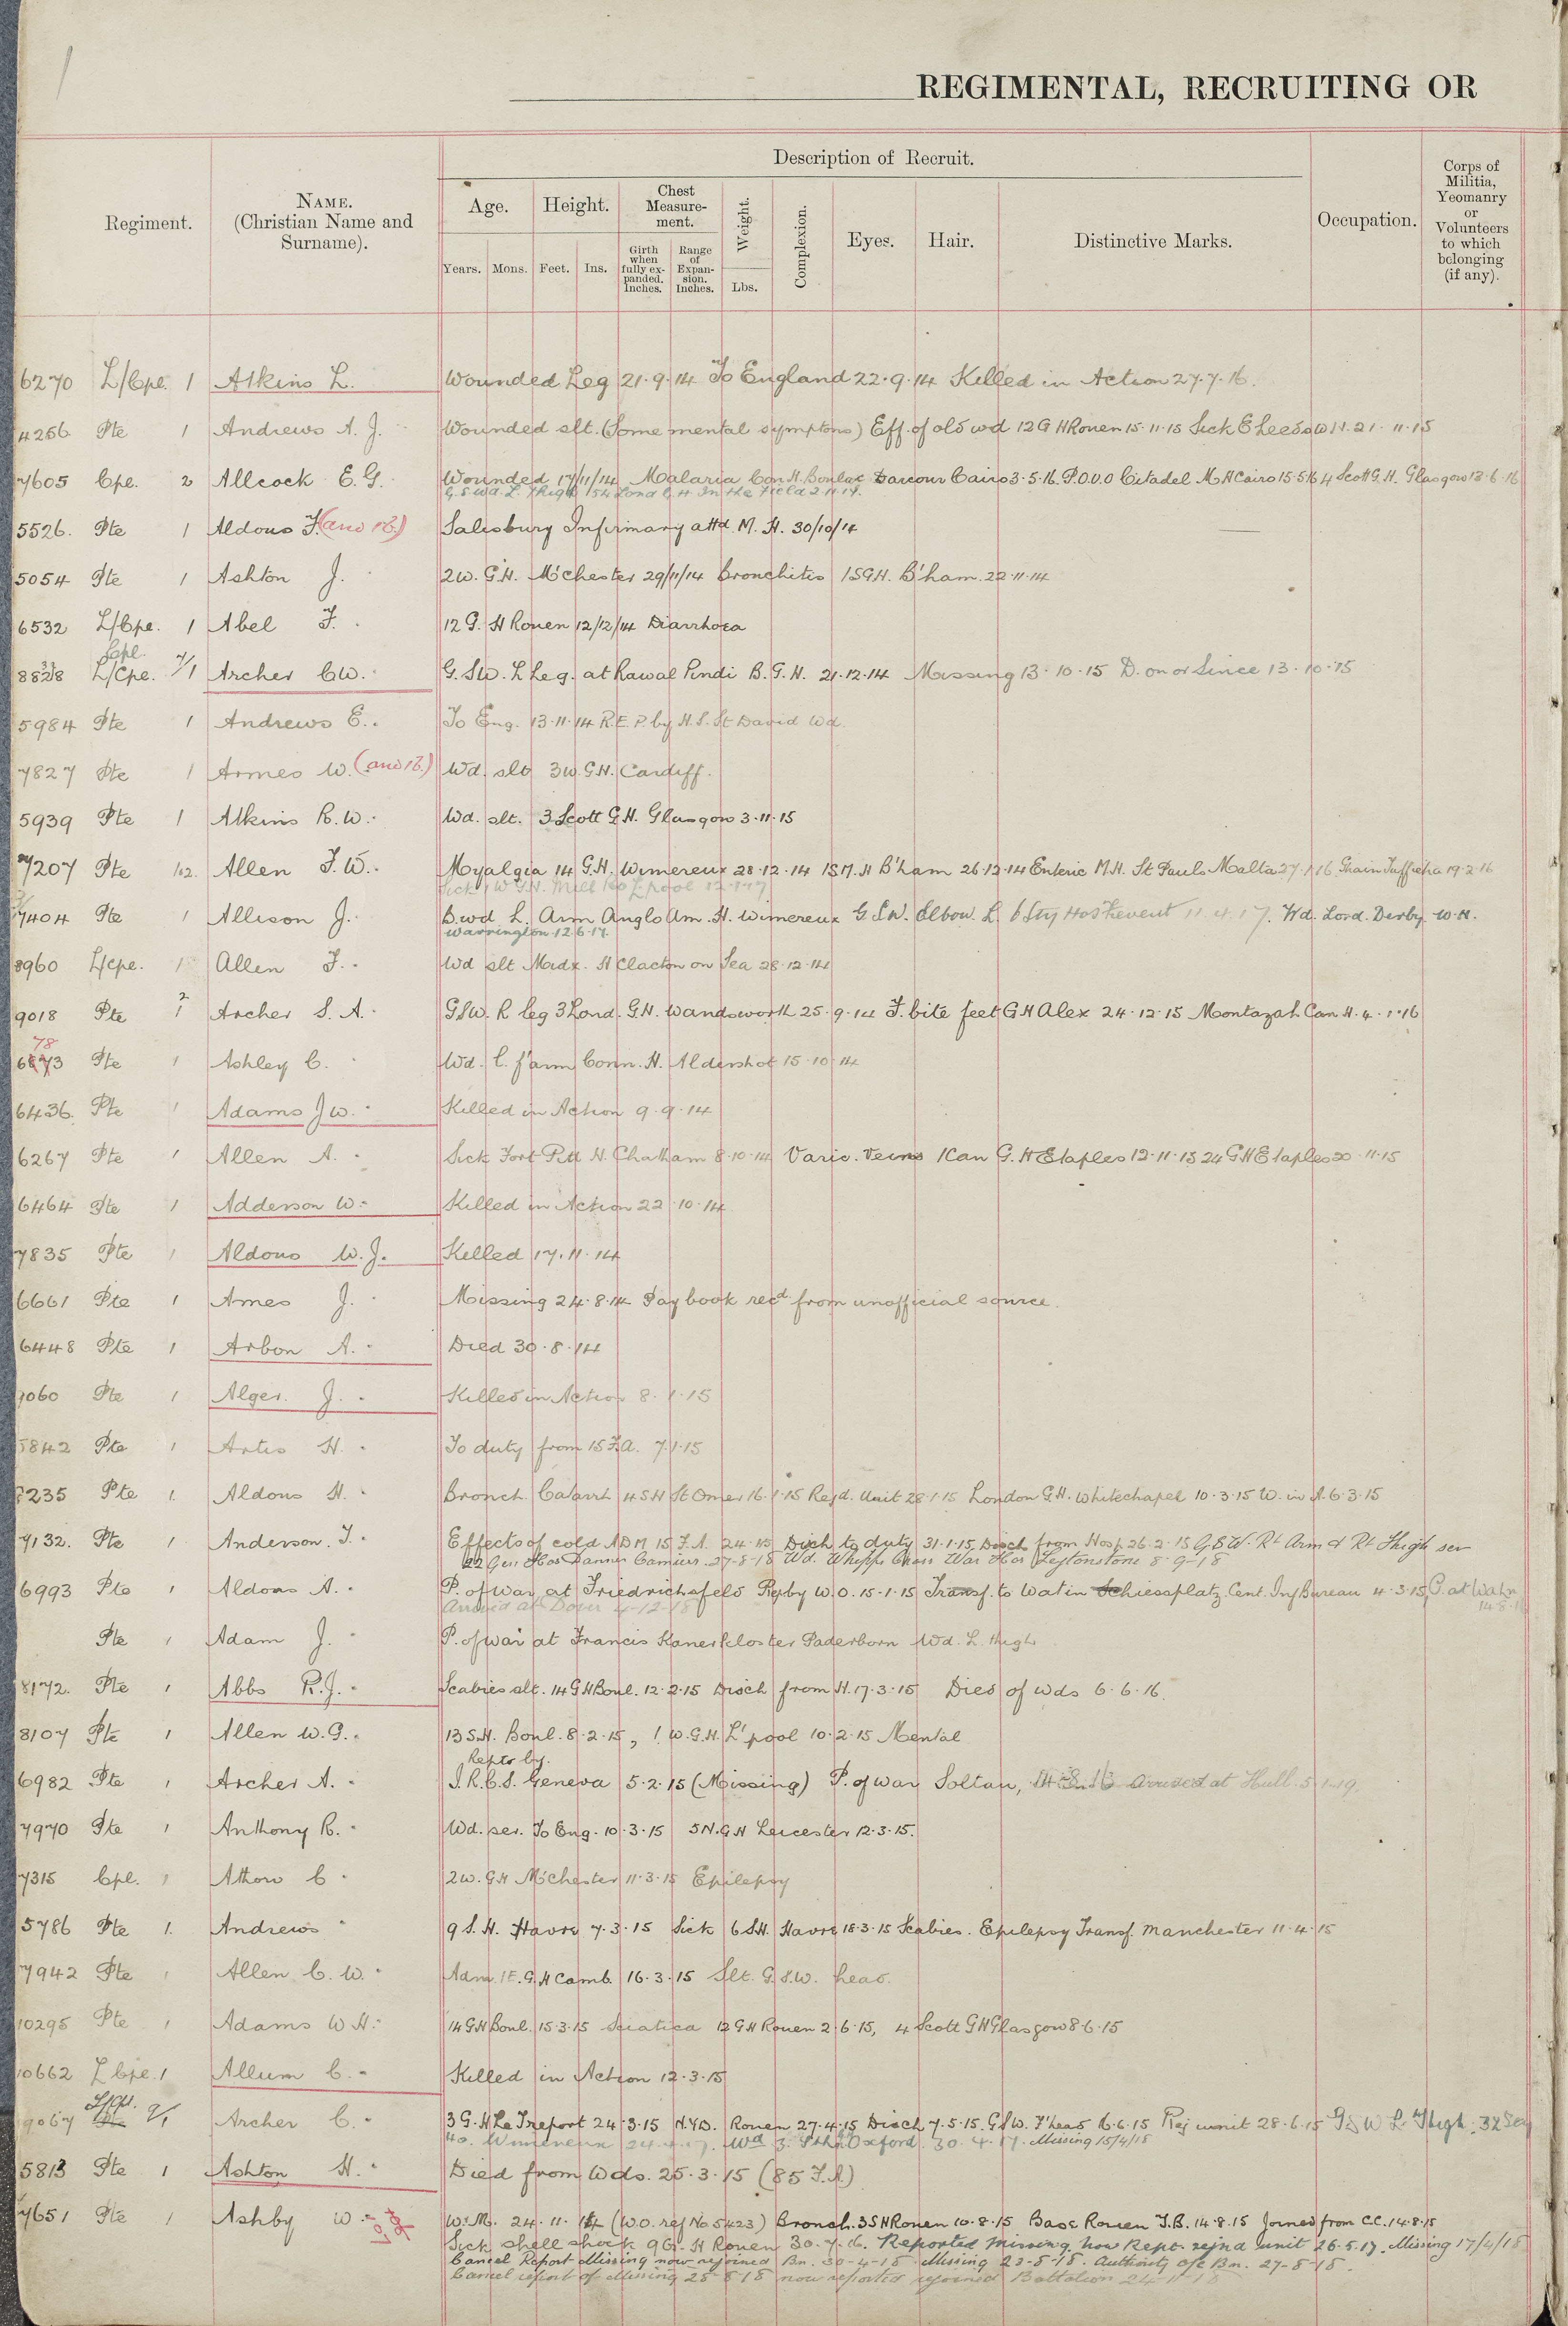 REGIMENTAL, RECRUITING OR
Description of Recruit.
Regiment.
NAME.
(Christian Name and
Surname).
Age.
Height.
Chest
Measure-
ment.
Weight.
Complexion.
Eyes.
Hair.
Distinctive Marks.
Occupation.
Corps of
Militia,
Yeomanry
or
Volunteers
to which
belonging
(if any).
Years.
Mons.
Feet.
Ins.
Girth
when
fully ex-
panded.
Inches.
Range
of
Expan-
sion.
Inches.
Lbs.
6270 L/Cpl. 1 Atkins L. Wounded Leg 21.9.14 To England 22.9.14 Killed in Action 27.7.16.
4256 Pte 1 Andrews A. J. Wounded slt. (Some mental symptoms) Eff. of old wd 12 G H Rouen 15.11.15 Sick E Leeds 21.11.15
7605 Cpl. 2 Allcock E. G. Wounded 17/11/14 Malaria Con H. Boulac Darcour Cairo 3.5.16. P.O.V.O Citadel M H Cairo 15.5.16 4 Scott G.H. Glasgow 13.6.16
G.S.Wd. L. Thigh 1st Lond C.H. In the Field 2.11.17.
5526. Pte 1 Aldous F. (and 16.) Salisbury Infirmary attd. M. H. 30/10/14
5054 Pte 1 Ashton J. 2 W. G.H. M'chester 29/11/14 Bronchitis 1 S G.H. B'ham. 22.11.14
6532 L/Cpl. 1 Abel F. 12 G. H Rouen 12/12/14 Diarrhoea
Cpl.
8828 L/Cpl. 7/1 Archer C W. G.S.W. L Leg. at Rawal Pindi B. G. H. 21.12.14 Missing 13.10.15 D. on or Since 13.10.15
5984 Pte 1 Andrews E. To Eng. 13.11.14 R.E.P. by H.S. St David Wd.
7827 Pte 1 Armes W. (and 16.) Wd. slt 3 W. G.H. Cardiff.
5939 Pte 1 Atkins R. W. Wd. slt. 3 Scott G.H. Glasgow 3.11.15
7207 Pte 1.2. Allen F. W. Myalgia 14 G.H. Wimereux 28.12.14 1 S M. H B'ham 26.12.14 Enteric M.H. St Pauls Malta 27.1.16 Ghain Tuffieha 19.2.16
Sick 1 W G.H. Mill Rd L'pool 12.1.17
7404 Pte 1 Allison J. B. wd L. Arm Anglo Am. H. Wimereux G.S.W. Elbow. L. 6 Sty Hos Frevent 11.4.17. Wd. Lord. Derby W.H.
Warrington 12.6.17.
8960 L/Cpl. 1 Allen F. Wd slt Midx. H Clacton on Sea 28.12.14
9018 Pte 2/1 Archer S. A. GSW. R leg 3 Lond. G.H. Wandsworth 25.9.14 F. bite feet G H Alex 24.12.15 Montazah Con H. 4.1.16
78
6873 Pte 1 Ashley C. Wd. l. f'arm Conn. H. Aldershot 15.10.14
6436. Pte 1 Adams J W. Killed in Action 9.9.14
6267 Pte 1 Allen A. Sick Fort Pitt H. Chatham 8.10.14 Varic. Veins 1 Can G. H Etaples 12.11.15 24 G H Etaples 20.11.15
6464 Pte 1 Adderson W. Killed in Action 22.10.14
7835 Pte 1 Aldous W. J. Killed 17.11.14
6661 Pte 1 Ames J. Missing 24.8.14 Pay book recd from unofficial source.
6448 Pte 1 Arbon A. Died 30.8.14
7060 Pte 1 Alger. J. Killed in Action 8.1.15
5842 Pte 1 Artis H. To duty from 15 F.A. 7.1.15
8235 Pte 1. Aldous H. Bronch. Catarrh 4 S H St Omer 16.1.15 Rejd. Unit 28.1.15 London G.H. Whitechapel 10.3.15 W. in A. 6.3.15
7132. Pte 1 Anderson. J. Effects of cold ADM 15 F.A. 24.1.15 Disch to duty 31.1.15 Disch from Hosp 26.2.15 G S W. Rt Arm & Rt Thigh sev
22 Gen Hos Dannes Camiers. 27-8-18 Wd. Whipps Cross War Hos Leytonstone 8-9-18
6993 Pte 1 Aldous A. P. of War at Friedrichsfeld Rep by W.O. 15.1.15 Transf. to Watin Schiessplatz Cent. Inf Bureau 4.3.15, P. at Wahn
Arrived at Dover 4-12-18
Pte 1 Adam J. P. of War at Francis Kanerkloster Paderborn Wd. L. thigh
8172. Pte 1 Abbs R. J. Scabies slt. 14 G H Boul. 12.2.15 Disch from H. 17.3.15 Died of wds 6.6.16.
8107 Pte 1 Allen W. G. 13 S.H. Boul. 8.2.15, 1 W. G. H. L'pool 10.2.15 Mental
Reptd by.
6982 Pte 1 Archer A. I. R. C. S. Geneva 5.2.15 (Missing) P. of war Soltau, arrived at Hull 5-1-19.
7970 Pte 1 Anthony R. Wd. ser. To Eng. 10.3.15 5 N. G H Leicester 12.3.15.
7315 Cpl. 1 Athow C 2 W. G H M'chester 11.3.15 Epilepsy
5786 Pte 1. Andrews 9 S. H. Havre 7.3.15 Sick 6 S H. Havre 18.3.15 Scabies. Epilepsy Transf. Manchester 11.4.15
7942 Pte 1 Allen C. W. Adm. 1 E. G H Camb. 16.3.15 Slt. G.S.W. head.
10295 Pte 1 Adams W H. 14 G H Boul. 15.3.15 Sciatica 12 G H Rouen 2.6.15, 4 Scott G H Glasgow 8.6.15
10662 L Cpl. 1 Allum C. Killed in Action 12.3.15
L/Cpl.
9067 Pte 9/1 Archer C. 3 G. H Le Treport 24.3.15 N.Y.D. Rouen 27.4.15 Disch 7.5.15 G S W. F'head 16.6.15 Rej unit 28.6.15 G S W L. Thigh. 32 Sty
Ho. Wimereux 24.4.17. Wd 3. Sthn Oxford 30.4.17. Missing 15/4/18
5813 Pte 1 Ashton H. Died from Wds. 25.3.15 (85 F.A)
7651 Pte 1 Ashby W. W. M. 24.11.14 (W.O. ref No 5423) Bronch. 3 S H Rouen 10.8.15 Base Rouen T.B. 14.8.15 Joined from C.C. 14.8.15
Sick shell shock 9 G. H Rouen 30.7.16. Reported missing, now Rept. rejnd unit 26.5.17. Missing 17/4/18
Cancel Report Missing now rejoined Bn. 30-4-18 Missing 23-8-18. Authority O/C Bn. 27-8-18.
Cancel report of Missing 23-8-18 now reported rejoined Battalion